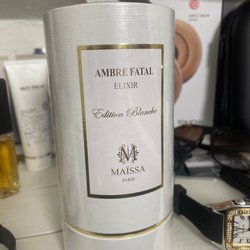 AMBRE FATAL
ELIXIR
Edition Blanche
M
MAÏSSA
PARIS